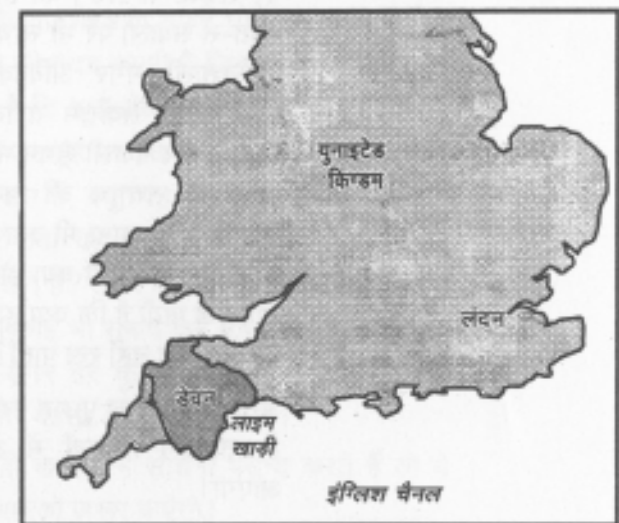 युनाइटेड
किंग्डम
लंदन
डेवन
लाइम
खाड़ी
इंग्लिश चैनल